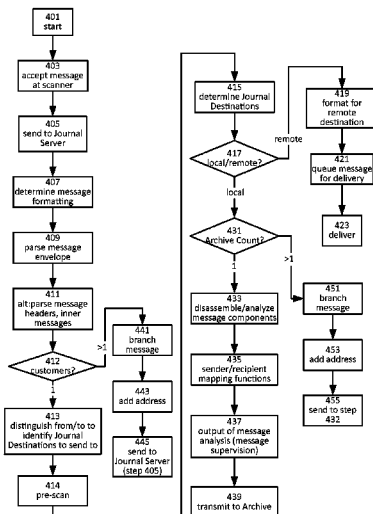 401
start
403
accept message
at scanner
405
send to Journal
Server
407
determine message
formatting
409
parse message
envelope
411
alt:parse message
headers, inner
messages
412
customers?
>1
1
441
branch
message
443
add address
445
send to
Journal Server
(step 405)
413
distinguish from/to to
identify Journal
Destinations to send to
414
pre-scan
415
determine Journal
Destinations
417
local/remote?
remote
local
419
format for
remote
destination
421
queue message
for delivery
423
deliver
431
Archive Count?
>1
1
433
disassemble/analyze
message components
435
sender/recipient
mapping functions
437
output of message
analysis (message
supervision)
439
transmit to Archive
451
branch
message
453
add address
455
send to step
432